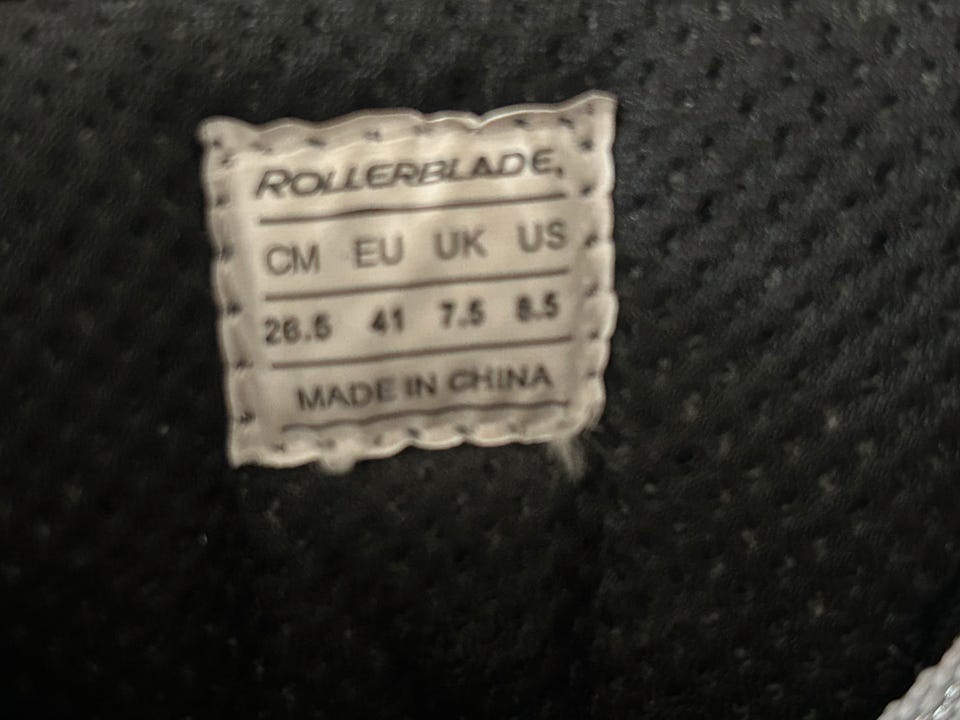 ROLLERBLADE®
CM EU UK US
26.5 41 7.5 8.5
MADE IN CHINA